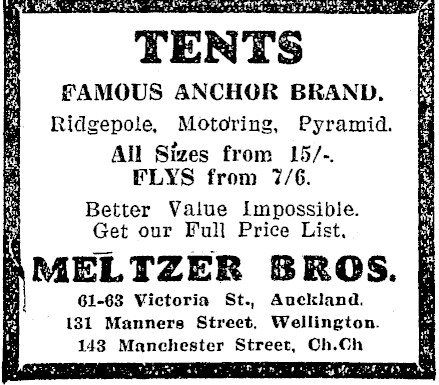 TENTS
FAMOUS ANCHOR BRAND.
Ridgepole, Motoring, Pyramid.
All Sizes from 15/-.
FLYS from 7/6.
Better Value Impossible.
Get our Full Price List.
MELTZER BROS.
61-63 Victoria St., Auckland.
131 Manners Street. Wellington.
143 Manchester Street, Ch.Ch